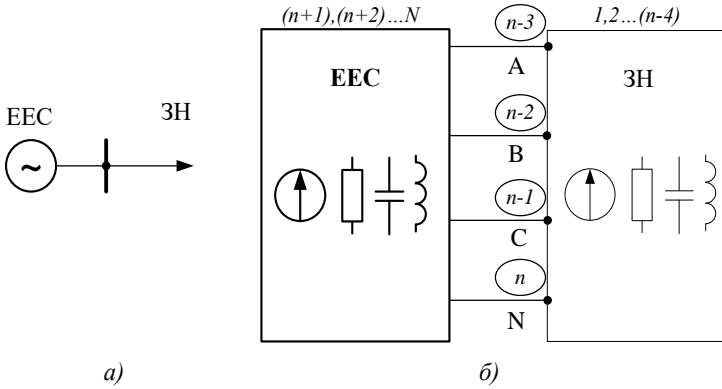 (n+1),(n+2)…N
n-3
1,2…(n-4)
A
ЕЕС
ЗН
ЕЕС
ЗН
~
n-2
B
n-1
C
n
N
а)
б)